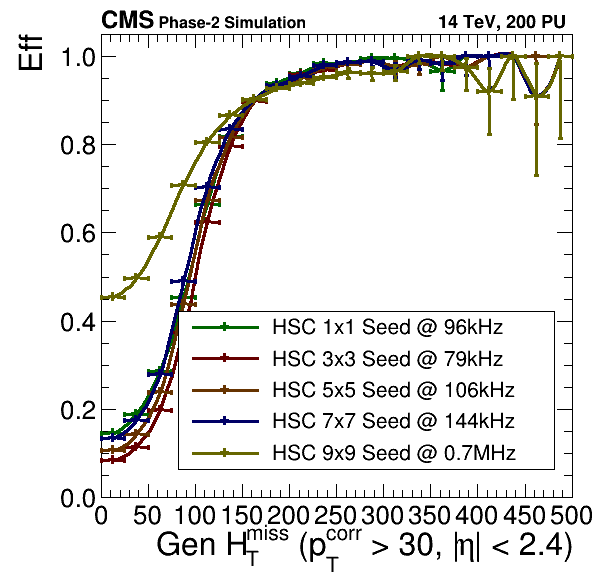 CMS Phase-2 Simulation 14 TeV, 200 PU
Eff
1.0
0.8
0.6
0.4
0.2
0.0
HSC 1x1 Seed @ 96kHz
HSC 3x3 Seed @ 79kHz
HSC 5x5 Seed @ 106kHz
HSC 7x7 Seed @ 144kHz
HSC 9x9 Seed @ 0.7MHz
0 50 100 150 200 250 300 350 400 450 500
Gen H_T^miss (p_T^corr > 30, |η| < 2.4)